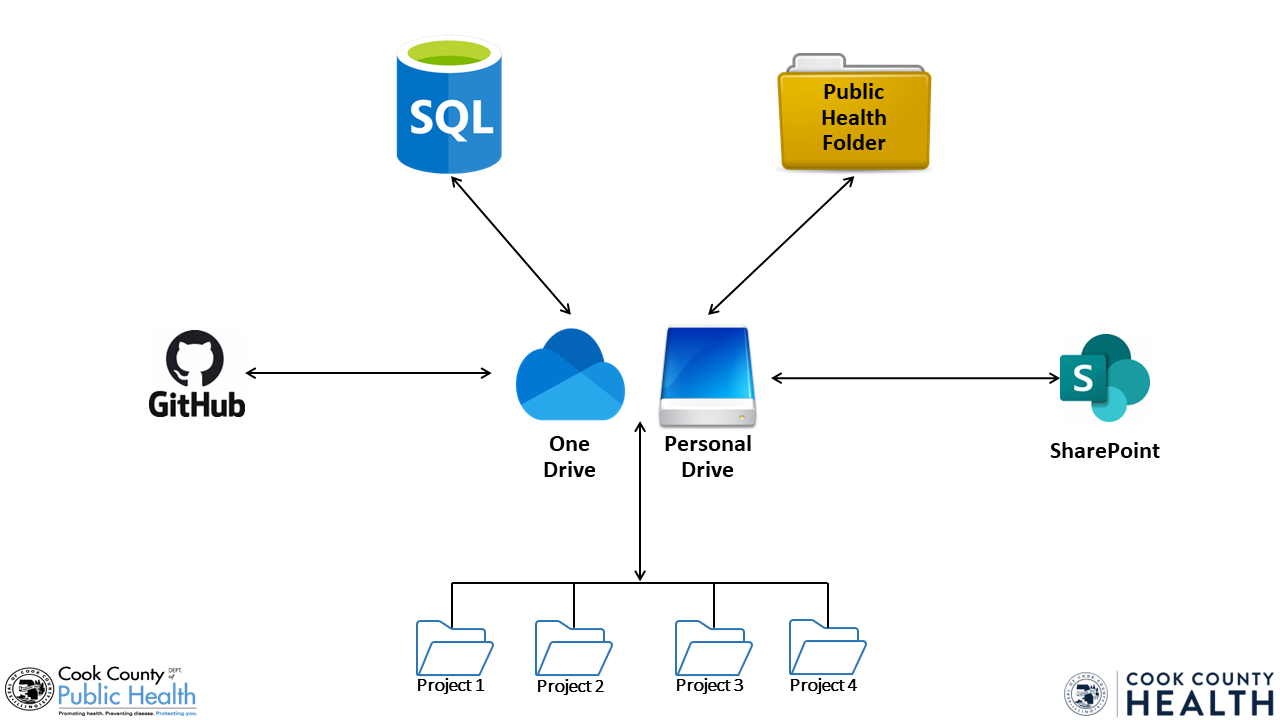 SQL
Public
Health
Folder
GitHub
One
Drive
Personal
Drive
S
SharePoint
Project 1
Project 2
Project 3
Project 4
Cook County DEPT. of
Public Health
Promoting health. Preventing disease. Protecting you.
COOK COUNTY
HEALTH